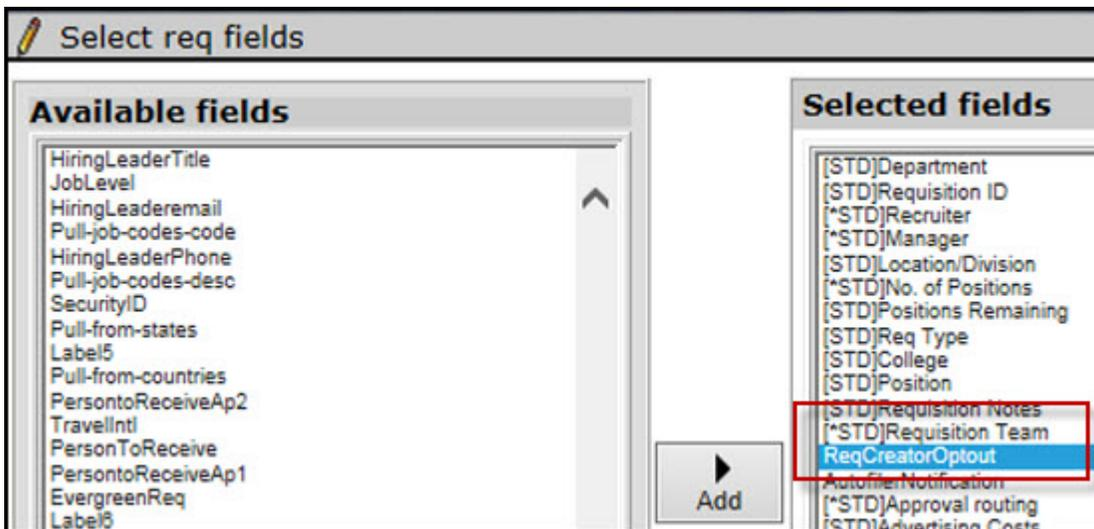 Select req fields
Available fields
HiringLeaderTitle
JobLevel
HiringLeaderemail
Pull-job-codes-code
HiringLeaderPhone
Pull-job-codes-desc
SecurityID
Pull-from-states
Label5
Pull-from-countries
PersontoReceiveAp2
TravelIntl
PersonToReceive
PersontoReceiveAp1
EvergreenReq
Label6
Add
Selected fields
[STD]Department
[STD]Requisition ID
[*STD]Recruiter
[*STD]Manager
[STD]Location/Division
[*STD]No. of Positions
[STD]Positions Remaining
[STD]Req Type
[STD]College
[STD]Position
[STD]Requisition Notes
[*STD]Requisition Team
ReqCreatorOptout
AutofilerNotification
[*STD]Approval routing
[STD]Advertising Costs